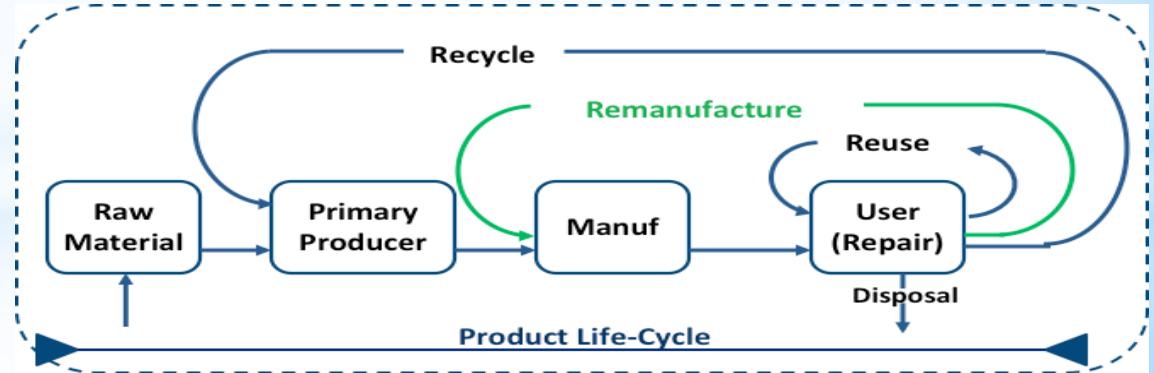 Recycle
Remanufacture
Reuse
Raw
Material
Primary
Producer
Manuf
User
(Repair)
Disposal
Product Life-Cycle